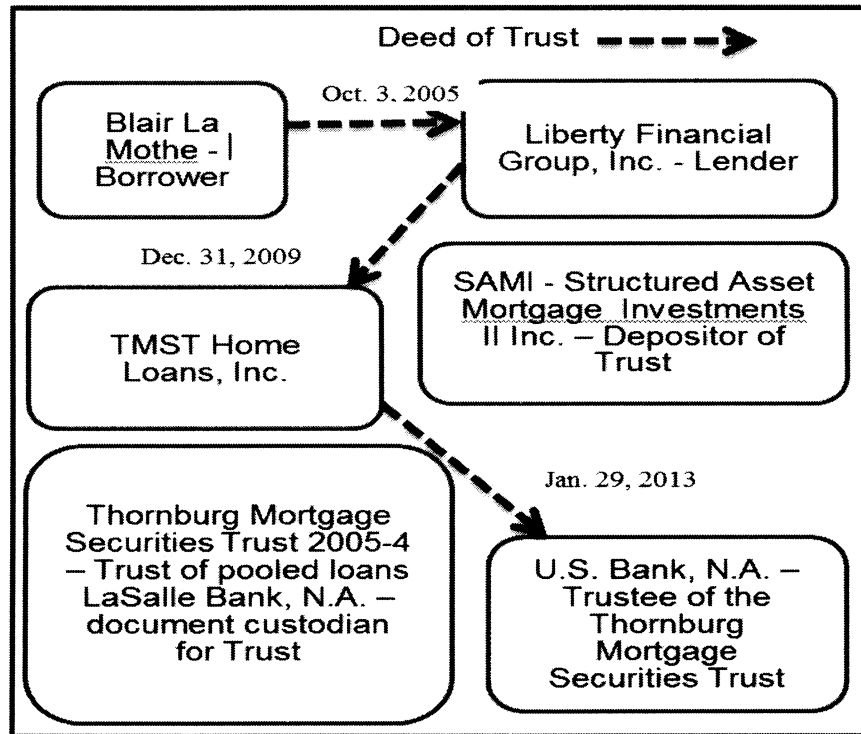 Deed of Trust
Oct. 3, 2005
Blair La
Mothe - |
Borrower
Liberty Financial
Group, Inc. - Lender
Dec. 31, 2009
TMST Home
Loans, Inc.
SAMI - Structured Asset
Mortgage Investments
II Inc. – Depositor of
Trust
Jan. 29, 2013
Thornburg Mortgage
Securities Trust 2005-4
– Trust of pooled loans
LaSalle Bank, N.A. –
document custodian
for Trust
U.S. Bank, N.A. –
Trustee of the
Thornburg
Mortgage
Securities Trust